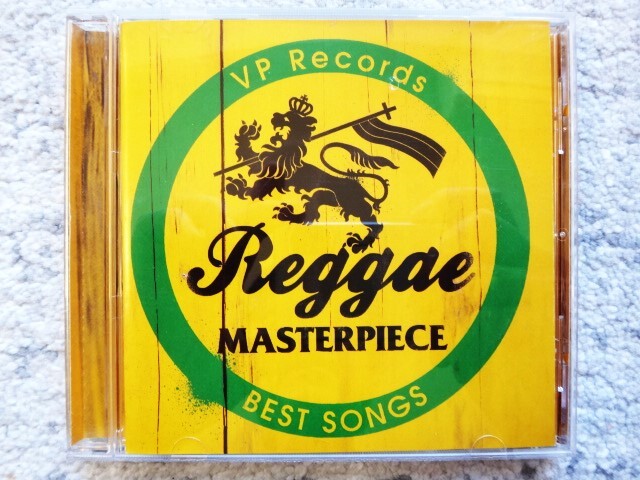 VP Records
Reggae
MASTERPIECE
BEST SONGS